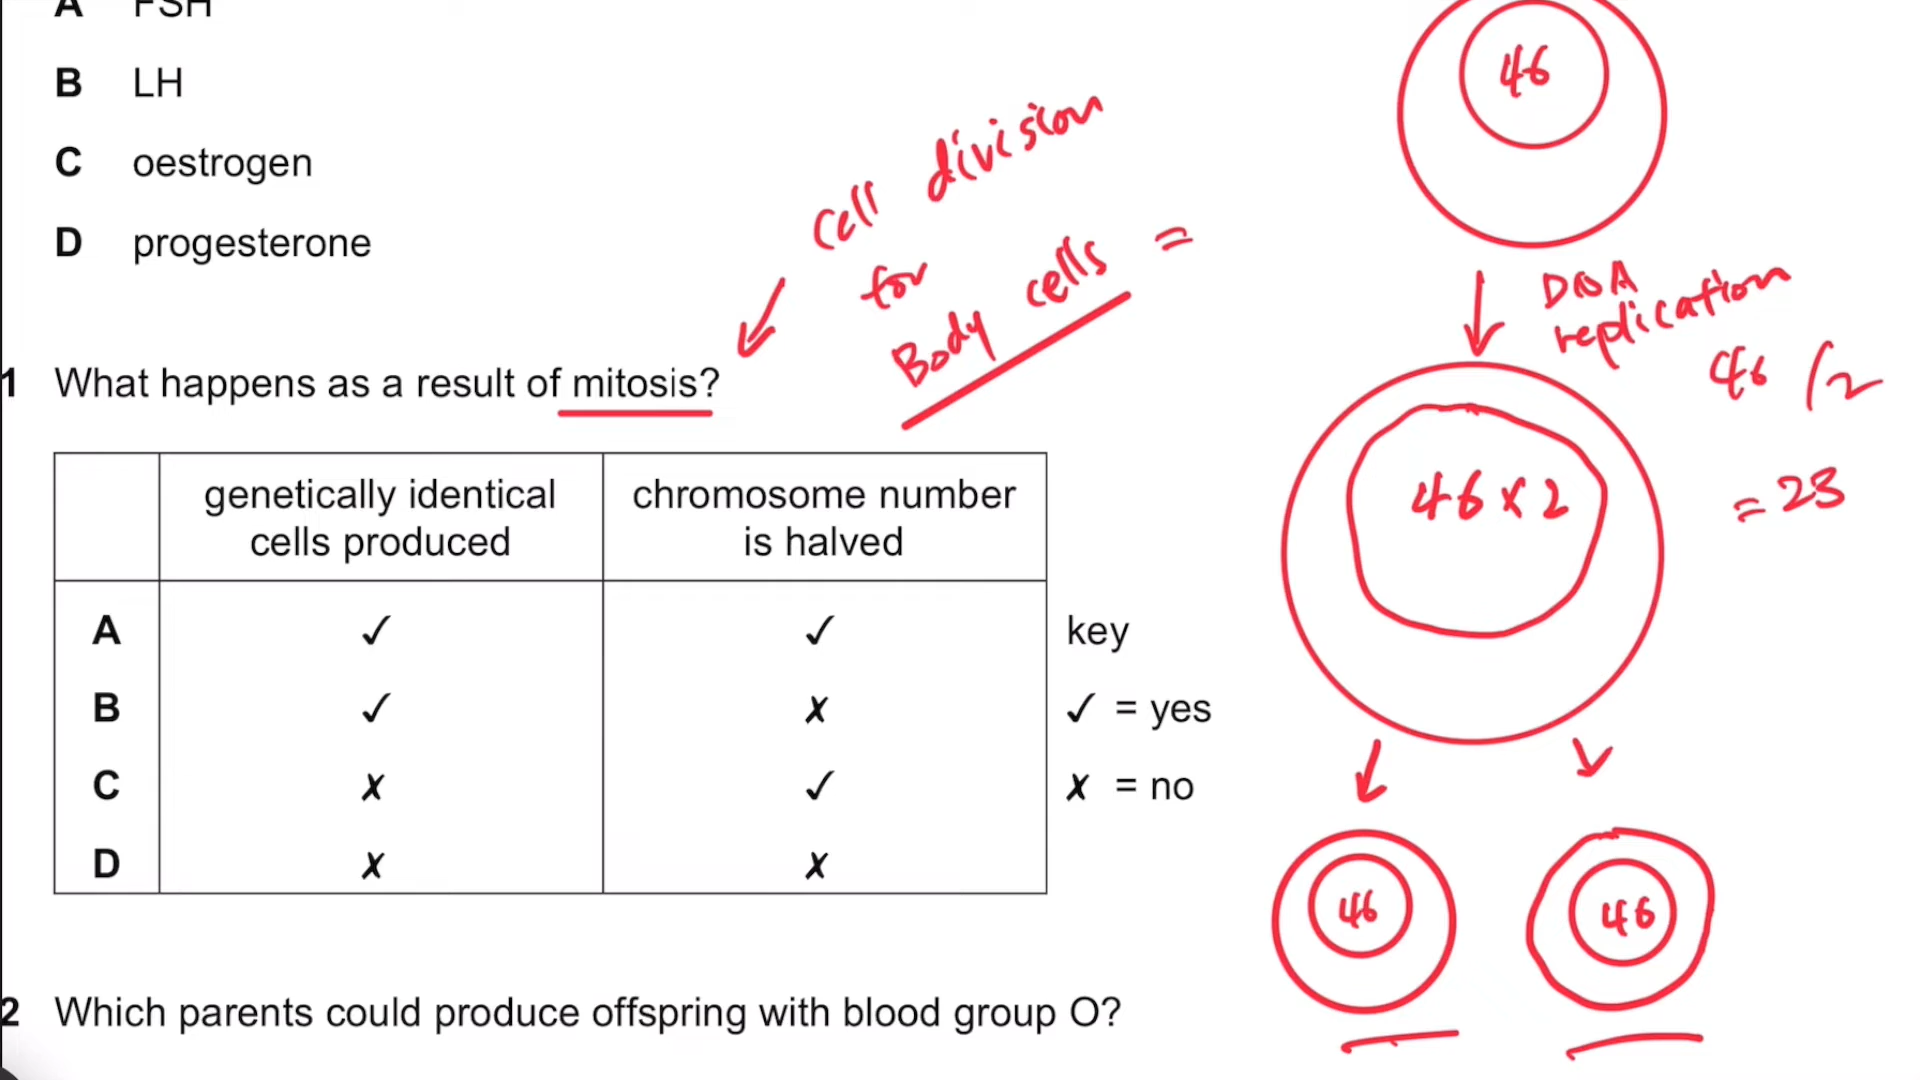 A FSH
B LH
C oestrogen
D progesterone
cell division
for
Body cells =
46
DNA
replication
46 / 2
= 23
46 x 2
46
46
1 What happens as a result of mitosis?
genetically identical cells produced
chromosome number is halved
A ✓ ✓
B ✓ ✗
C ✗ ✓
D ✗ ✗
key
✓ = yes
✗ = no
2 Which parents could produce offspring with blood group O?